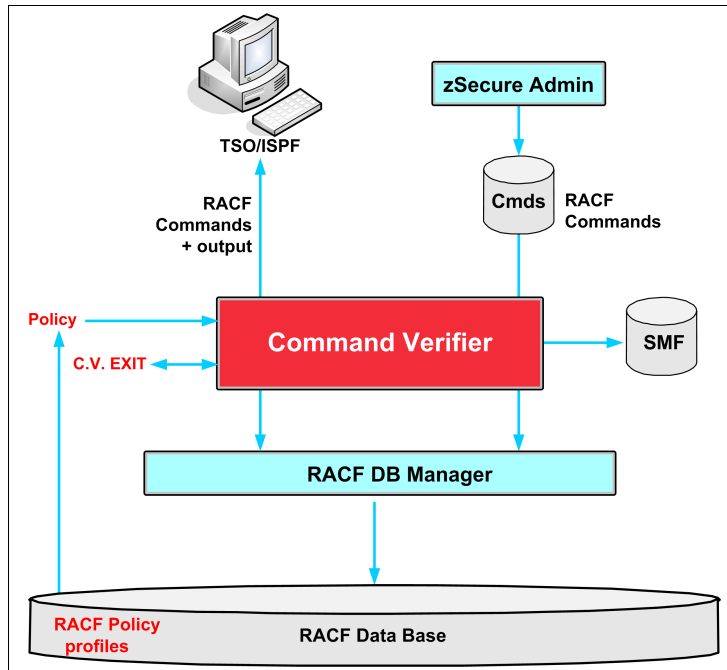 zSecure Admin
TSO/ISPF
RACF
Commands
+ output
Cmds
RACF
Commands
Policy
C.V. EXIT
Command Verifier
SMF
RACF DB Manager
RACF Policy
profiles
RACF Data Base